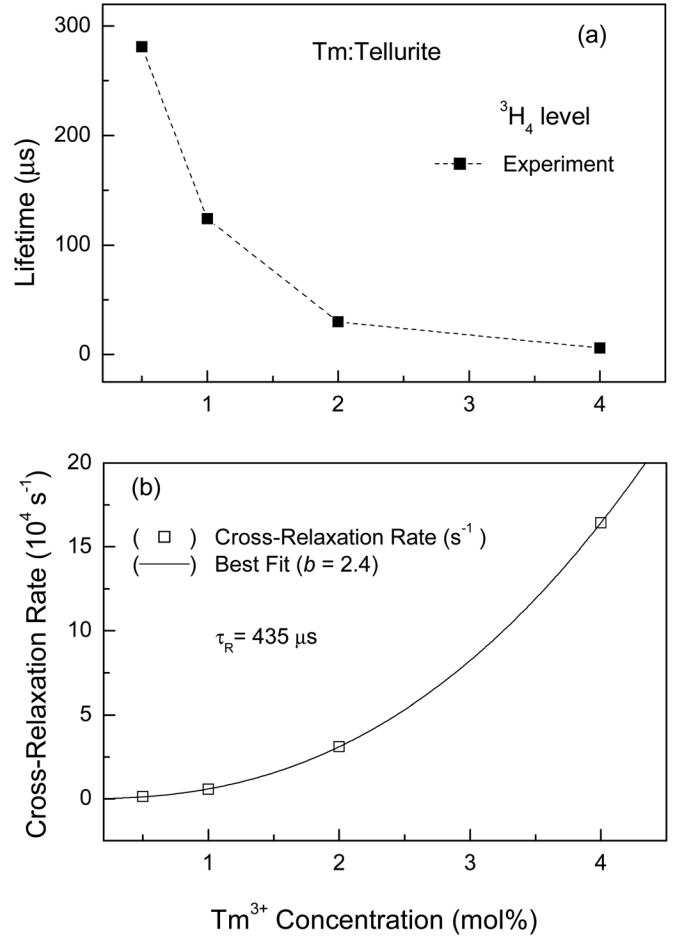 (a)
Tm:Tellurite
³H₄ level
Experiment
Lifetime (μs)
300
200
100
0
1 2 3 4
(b)
( □ ) Cross-Relaxation Rate (s⁻¹ )
(——) Best Fit (b = 2.4)
τ_R= 435 μs
Cross-Relaxation Rate (10⁴ s⁻¹)
20
15
10
5
0
1 2 3 4
Tm³⁺ Concentration (mol%)